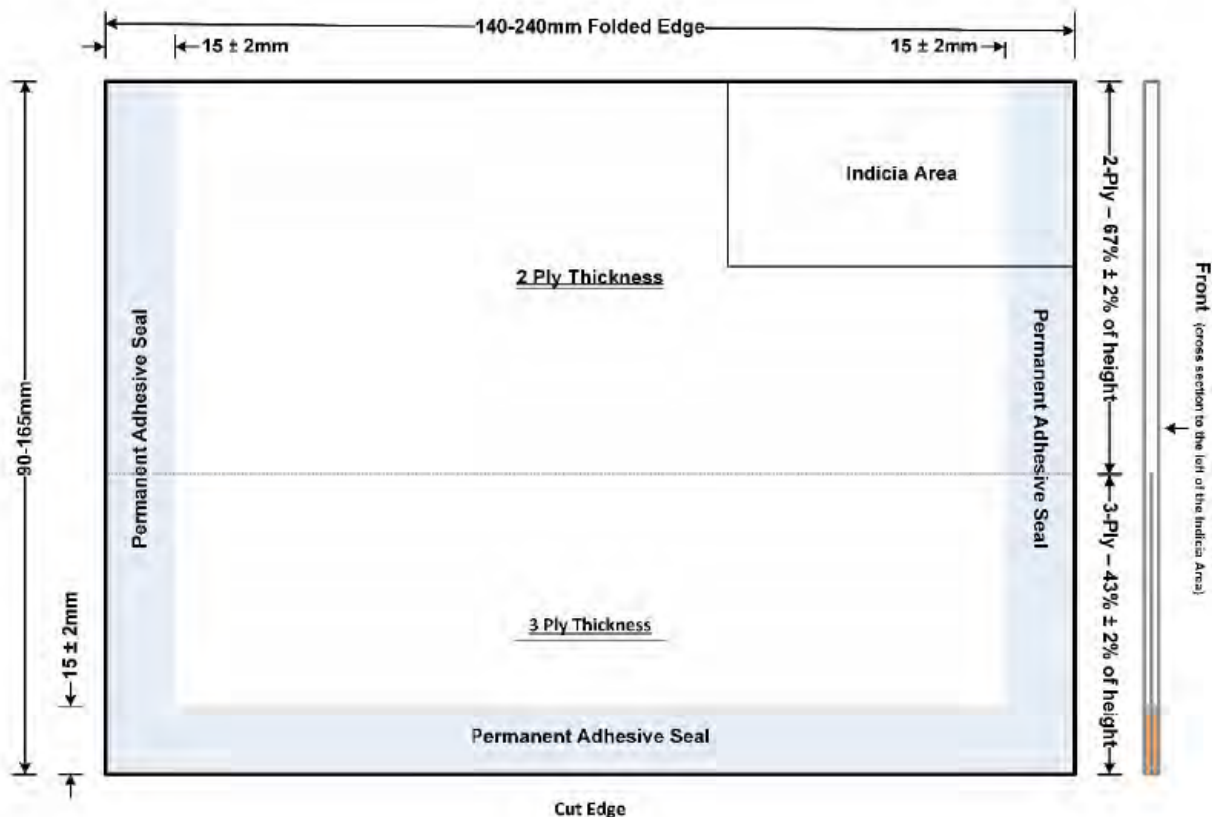 140-240mm Folded Edge
15 ± 2mm
15 ± 2mm
Indicia Area
2 Ply Thickness
Permanent Adhesive Seal
Permanent Adhesive Seal
90-165mm
2-Ply – 67% ± 2% of height
Front (cross section to the left of the Indicia Area)
3-Ply – 43% ± 2% of height
15 ± 2mm
3 Ply Thickness
Permanent Adhesive Seal
Cut Edge